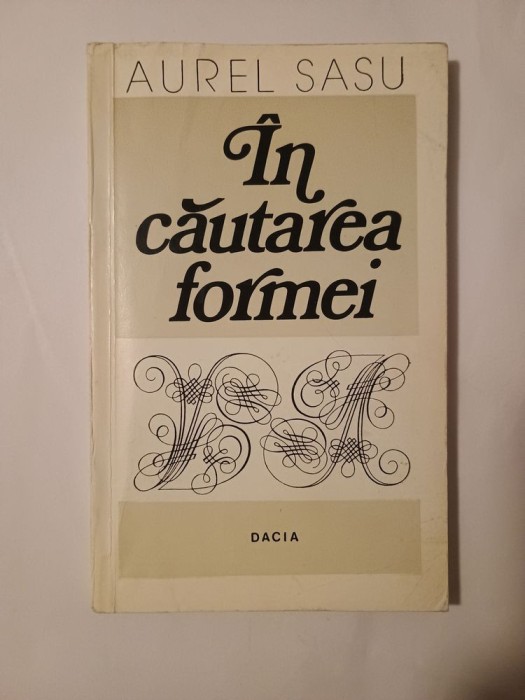 AUREL SASU
În
căutarea
formei
DACIA